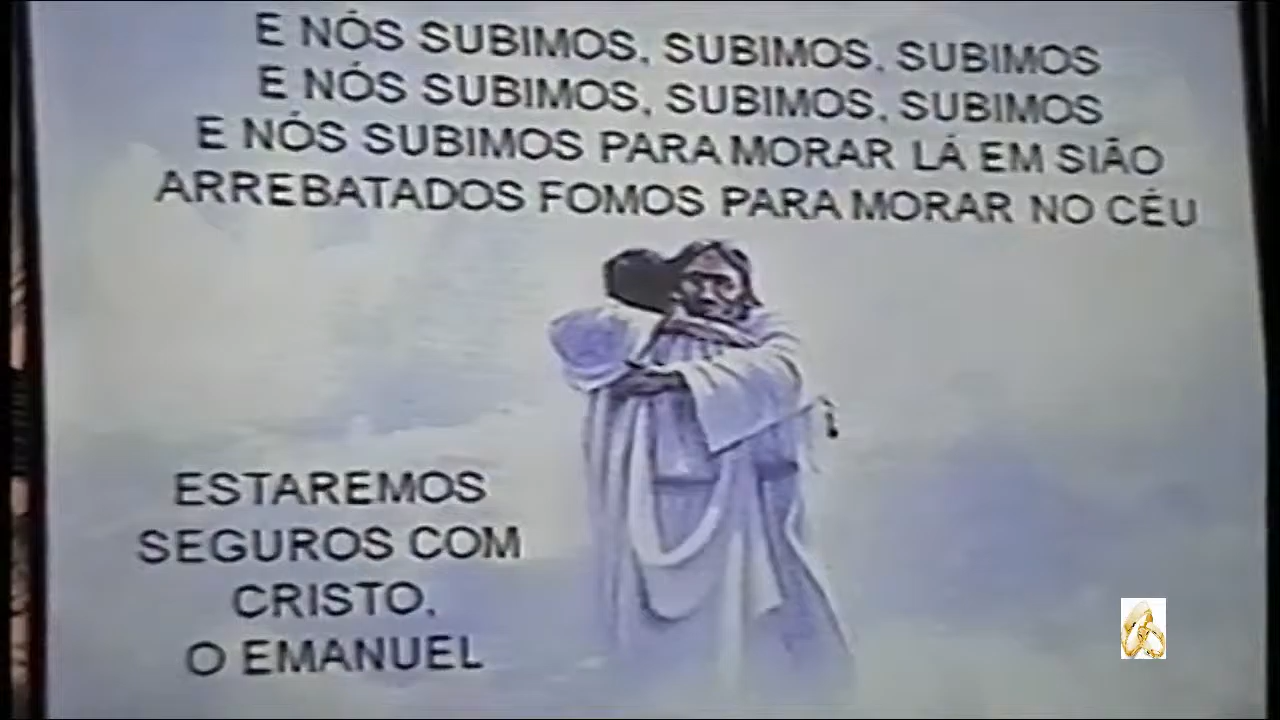 E NÓS SUBIMOS, SUBIMOS, SUBIMOS
E NÓS SUBIMOS, SUBIMOS, SUBIMOS
E NÓS SUBIMOS PARA MORAR LÁ EM SIÃO
ARREBATADOS FOMOS PARA MORAR NO CÉU
ESTAREMOS
SEGUROS COM
CRISTO,
O EMANUEL